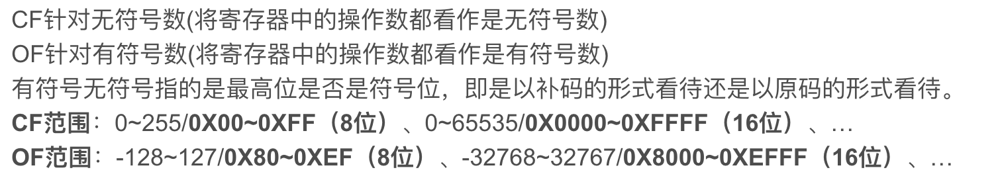 CF针对无符号数(将寄存器中的操作数都看作是无符号数)
OF针对有符号数(将寄存器中的操作数都看作是有符号数)
有符号无符号指的是最高位是否是符号位，即是以补码的形式看待还是以原码的形式看待。
CF范围：0~255/0X00~0XFF（8位）、0~65535/0X0000~0XFFFF（16位）、…
OF范围：-128~127/0X80~0XEF（8位）、-32768~32767/0X8000~0XEFFF（16位）、…